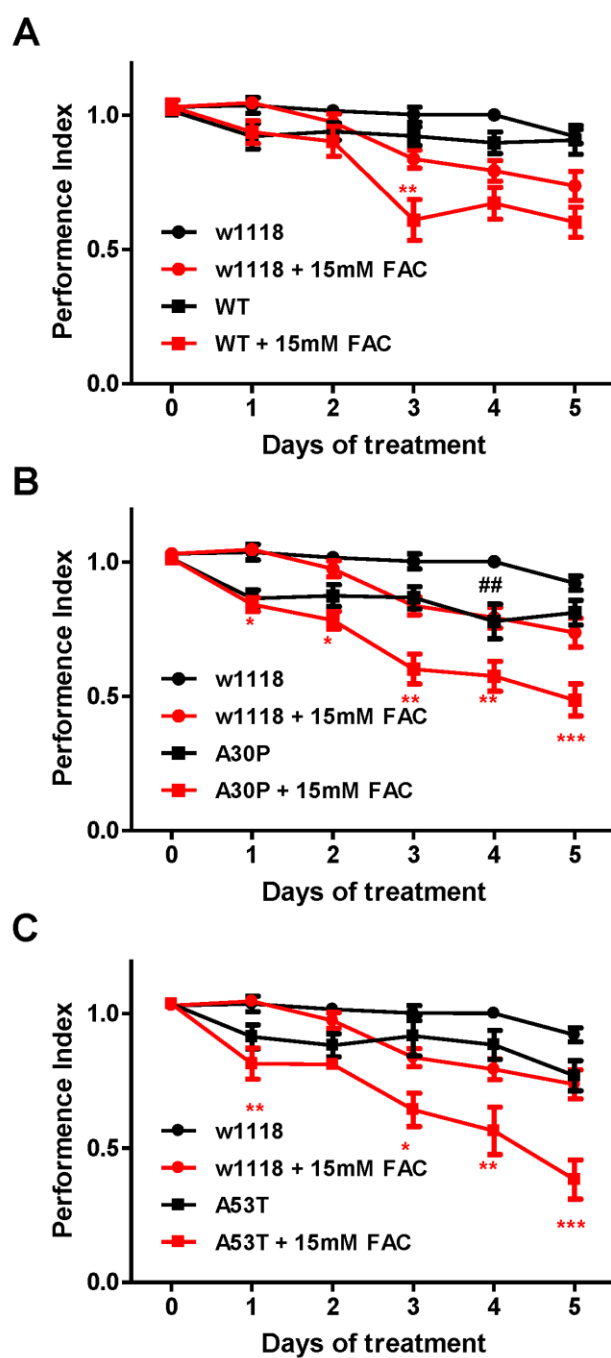 A
Performence Index
1.0
0.5
0.0
**
w1118
w1118 + 15mM FAC
WT
WT + 15mM FAC
0 1 2 3 4 5
Days of treatment
B
Performence Index
1.0
0.5
0.0
##
* * ** ** ***
w1118
w1118 + 15mM FAC
A30P
A30P + 15mM FAC
0 1 2 3 4 5
Days of treatment
C
Performence Index
1.0
0.5
0.0
** * ** ***
w1118
w1118 + 15mM FAC
A53T
A53T + 15mM FAC
0 1 2 3 4 5
Days of treatment